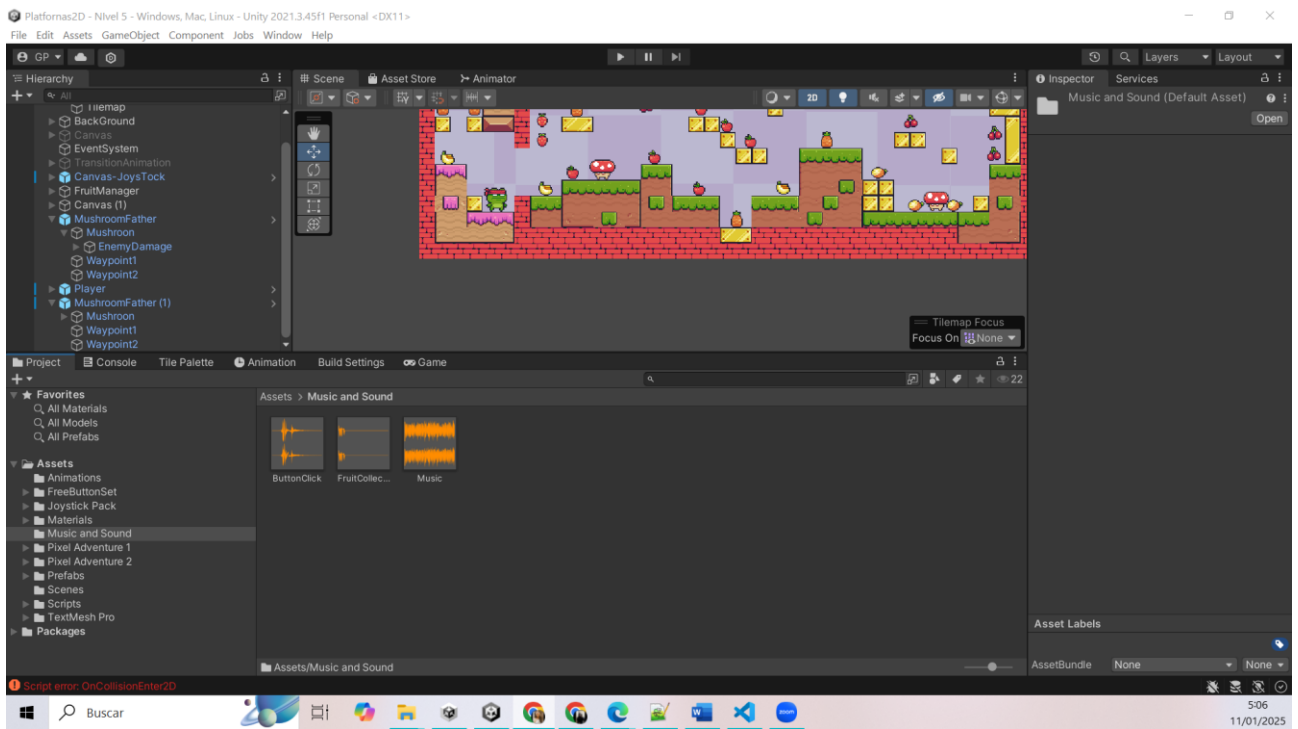 Platfornas2D - NIvel 5 - Windows, Mac, Linux - Unity 2021.3.45f1 Personal <DX11>
File Edit Assets GameObject Component Jobs Window Help
GP Layers Layout
Hierarchy
All
Tilemap
BackGround
Canvas
EventSystem
TransitionAnimation
Canvas-JoysTock
FruitManager
Canvas (1)
MushroomFather
Mushroon
EnemyDamage
Waypoint1
Waypoint2
Player
MushroomFather (1)
Mushroon
Waypoint1
Waypoint2
Scene Asset Store Animator
2D
Tilemap Focus
Focus On None
Inspector Services
Music and Sound (Default Asset)
Open
Project Console Tile Palette Animation Build Settings Game
22
Favorites
All Materials
All Models
All Prefabs
Assets
Animations
FreeButtonSet
Joystick Pack
Materials
Music and Sound
Pixel Adventure 1
Pixel Adventure 2
Prefabs
Scenes
Scripts
TextMesh Pro
Packages
Assets > Music and Sound
ButtonClick FruitCollec... Music
Assets/Music and Sound
Asset Labels
AssetBundle None None
Script error: OnCollisionEnter2D
Buscar
W
zoom
5:06
11/01/2025